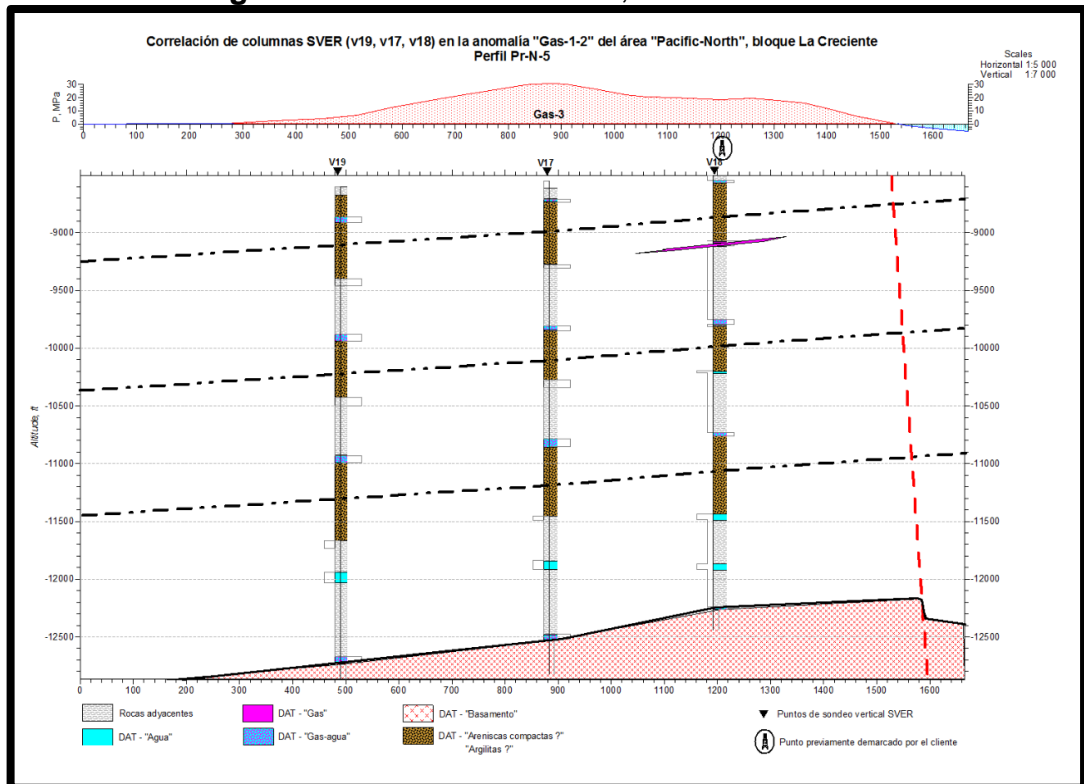 Correlación de columnas SVER (v19, v17, v18) en la anomalía "Gas-1-2" del área "Pacific-North", bloque La Creciente
Perfil Pr-N-5
Scales
Horizontal 1:5 000
Vertical 1:7 000
P, MPa
30
20
10
0
30
20
10
0
Gas-3
0 100 200 300 400 500 600 700 800 900 1000 1100 1200 1300 1400 1500 1600
V19 V17 V18
Altitude, ft
-9000 -9000
-9500 -9500
-10000 -10000
-10500 -10500
-11000 -11000
-11500 -11500
-12000 -12000
-12500 -12500
0 100 200 300 400 500 600 700 800 900 1000 1100 1200 1300 1400 1500 1600
Rocas adyacentes DAT - "Gas" DAT - "Basamento" Puntos de sondeo vertical SVER
DAT - "Agua" DAT - "Gas-agua" DAT - "Areniscas compactas ?" Punto previamente demarcado por el cliente
"Argilitas ?"